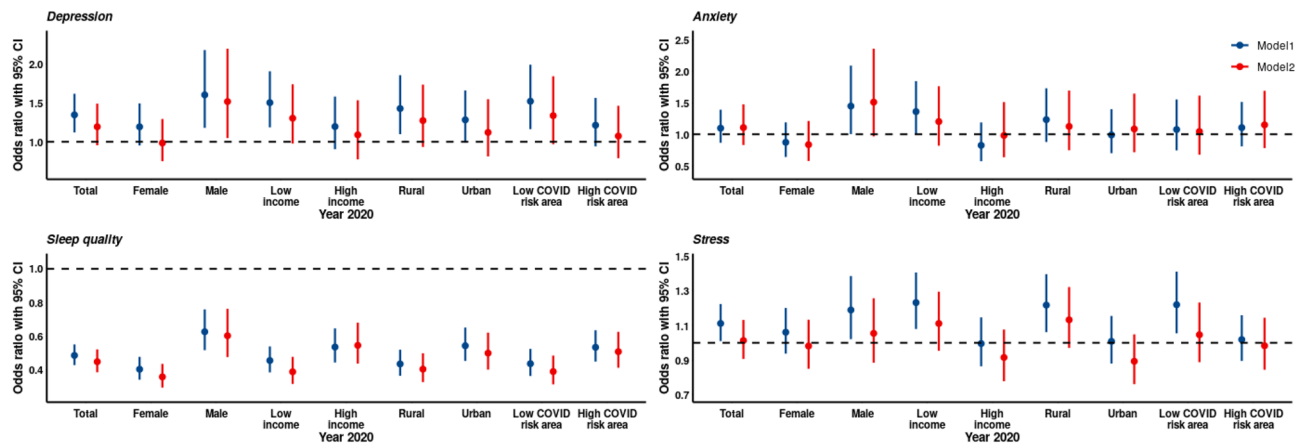 Depression
Odds ratio with 95% CI
2.0
1.5
1.0
Total Female Male Low income High income Rural Urban Low COVID risk area High COVID risk area
Year 2020
Anxiety
Odds ratio with 95% CI
2.5
2.0
1.5
1.0
0.5
Total Female Male Low income High income Rural Urban Low COVID risk area High COVID risk area
Year 2020
Model1
Model2
Sleep quality
Odds ratio with 95% CI
1.0
0.8
0.6
0.4
Total Female Male Low income High income Rural Urban Low COVID risk area High COVID risk area
Year 2020
Stress
Odds ratio with 95% CI
1.5
1.3
1.1
0.9
0.7
Total Female Male Low income High income Rural Urban Low COVID risk area High COVID risk area
Year 2020